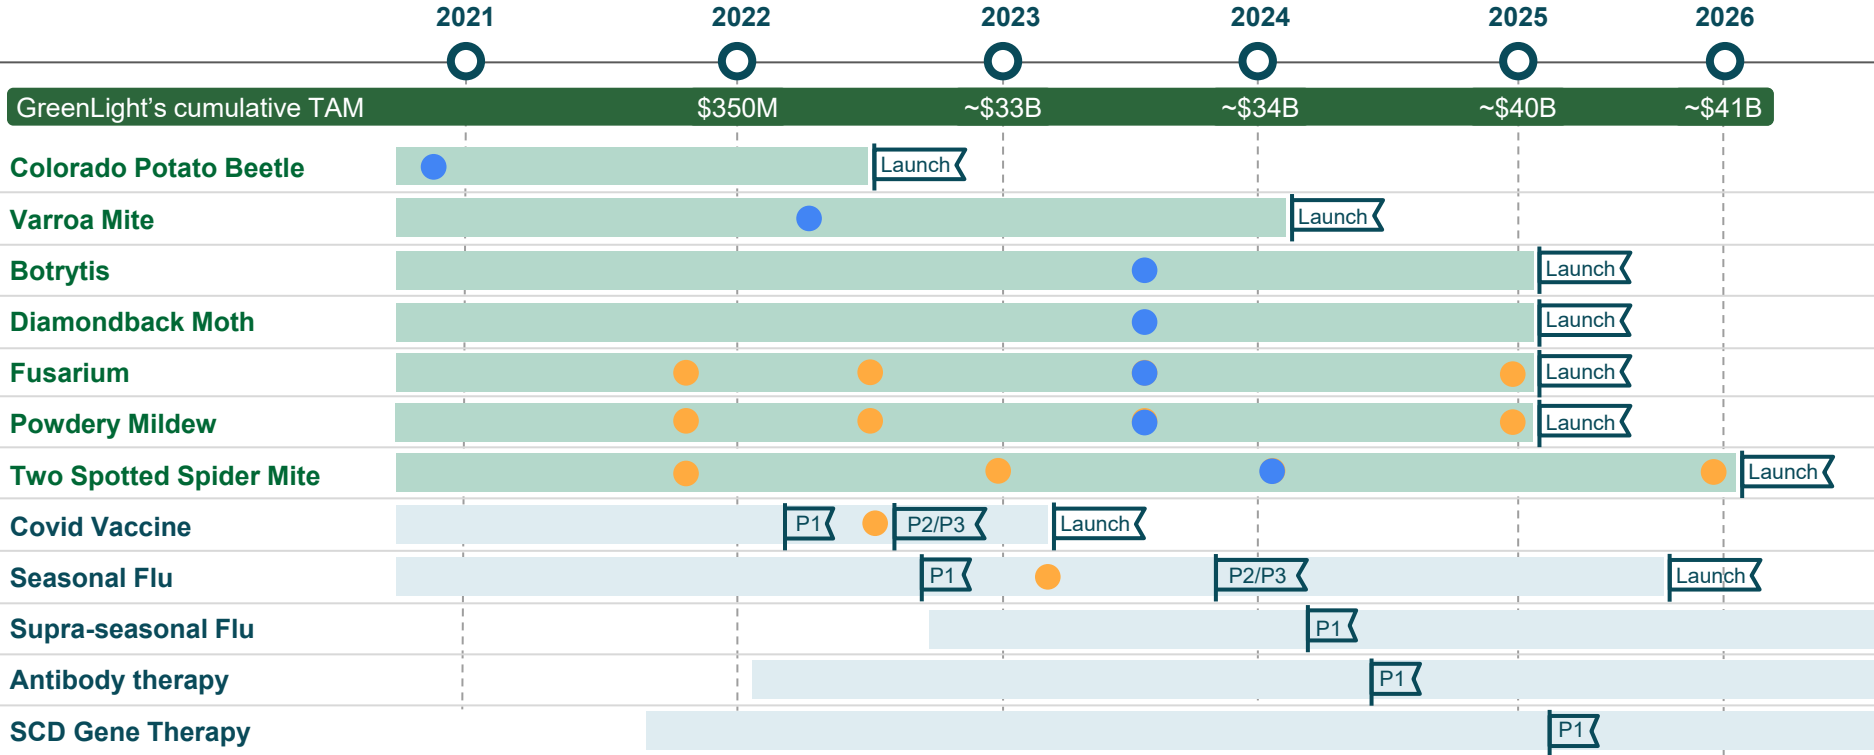 2021 2022 2023 2024 2025 2026
GreenLight's cumulative TAM $350M ~$33B ~$34B ~$40B ~$41B
Colorado Potato Beetle Launch
Varroa Mite Launch
Botrytis Launch
Diamondback Moth Launch
Fusarium Launch
Powdery Mildew Launch
Two Spotted Spider Mite Launch
Covid Vaccine P1 P2/P3 Launch
Seasonal Flu P1 P2/P3 Launch
Supra-seasonal Flu P1
Antibody therapy P1
SCD Gene Therapy P1